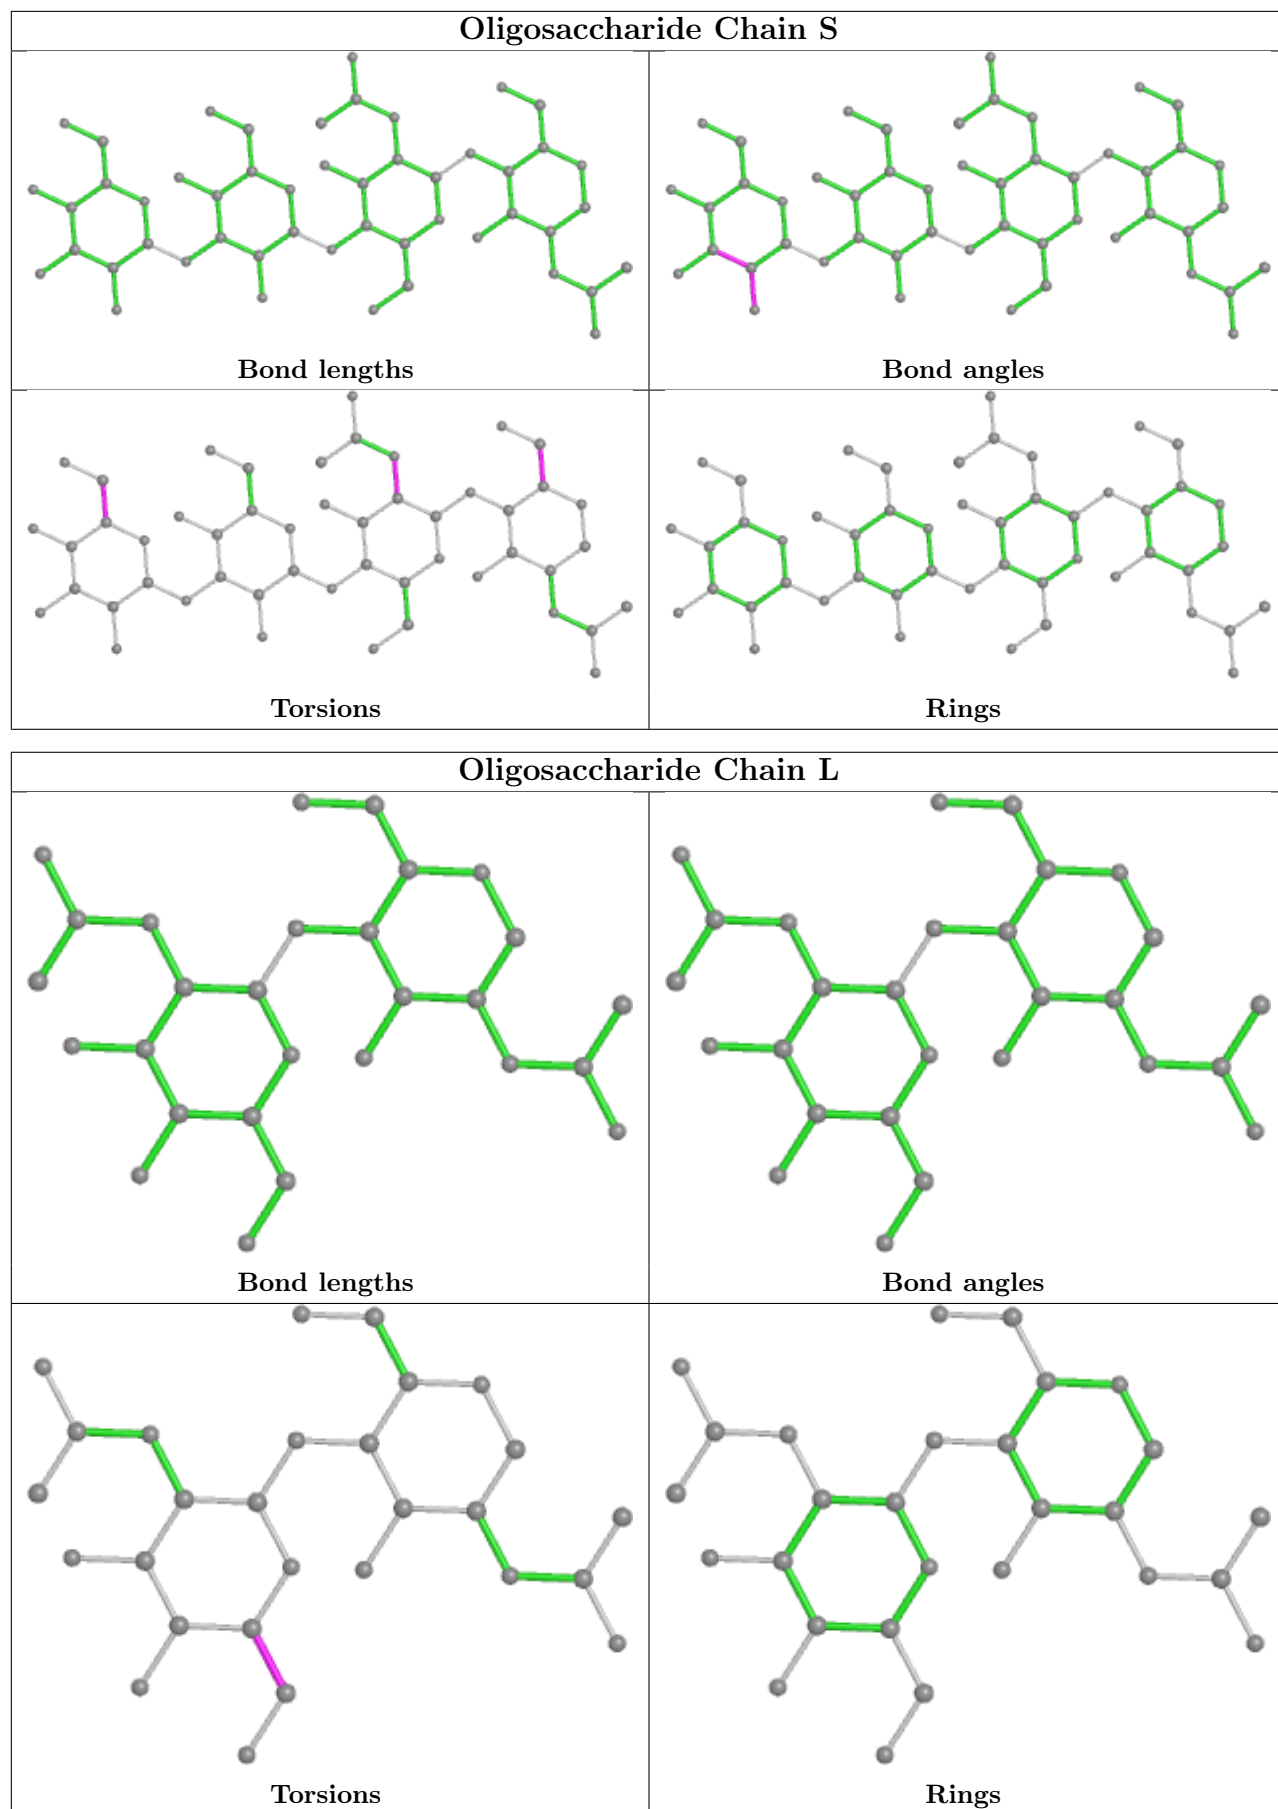 Oligosaccharide Chain S
Bond lengths
Bond angles
Torsions
Rings
Oligosaccharide Chain L
Bond lengths
Bond angles
Torsions
Rings